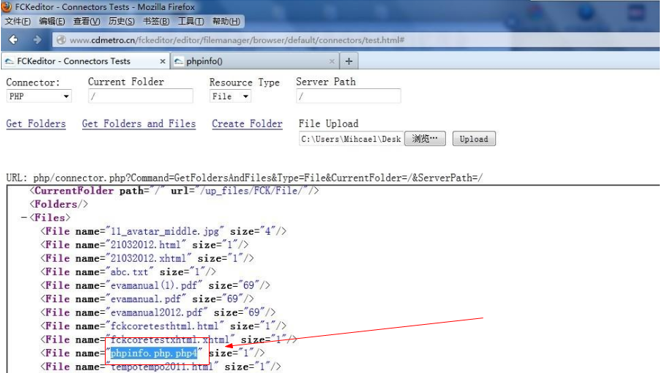 FCKeditor - Connectors Tests - Mozilla Firefox
文件(F) 编辑(E) 查看(V) 历史(S) 书签(B) 工具(T) 帮助(H)
www.cdmetro.cn/fckeditor/editor/filemanager/browser/default/connectors/test.html#
FCKeditor - Connectors Tests × phpinfo() × +
Connector: Current Folder Resource Type Server Path
PHP / File /
Get Folders Get Folders and Files Create Folder File Upload
C:\Users\Mihcael\Desk 浏览… Upload
URL: php/connector.php?Command=GetFoldersAndFiles&Type=File&CurrentFolder=/&ServerPath=/
<CurrentFolder path="/" url="/up_files/FCK/File/"/>
<Folders/>
-<Files>
<File name="11_avatar_middle.jpg" size="4"/>
<File name="21032012.html" size="1"/>
<File name="21032012.xhtml" size="1"/>
<File name="abc.txt" size="1"/>
<File name="evamanual(1).pdf" size="69"/>
<File name="evamanual.pdf" size="69"/>
<File name="evamanual2012.pdf" size="69"/>
<File name="fckcoretesthtml.html" size="1"/>
<File name="fckcoretestxhtml.xhtml" size="1"/>
<File name="phpinfo.php.php4" size="1"/>
<File name="tempotempo2011.html" size="1"/>